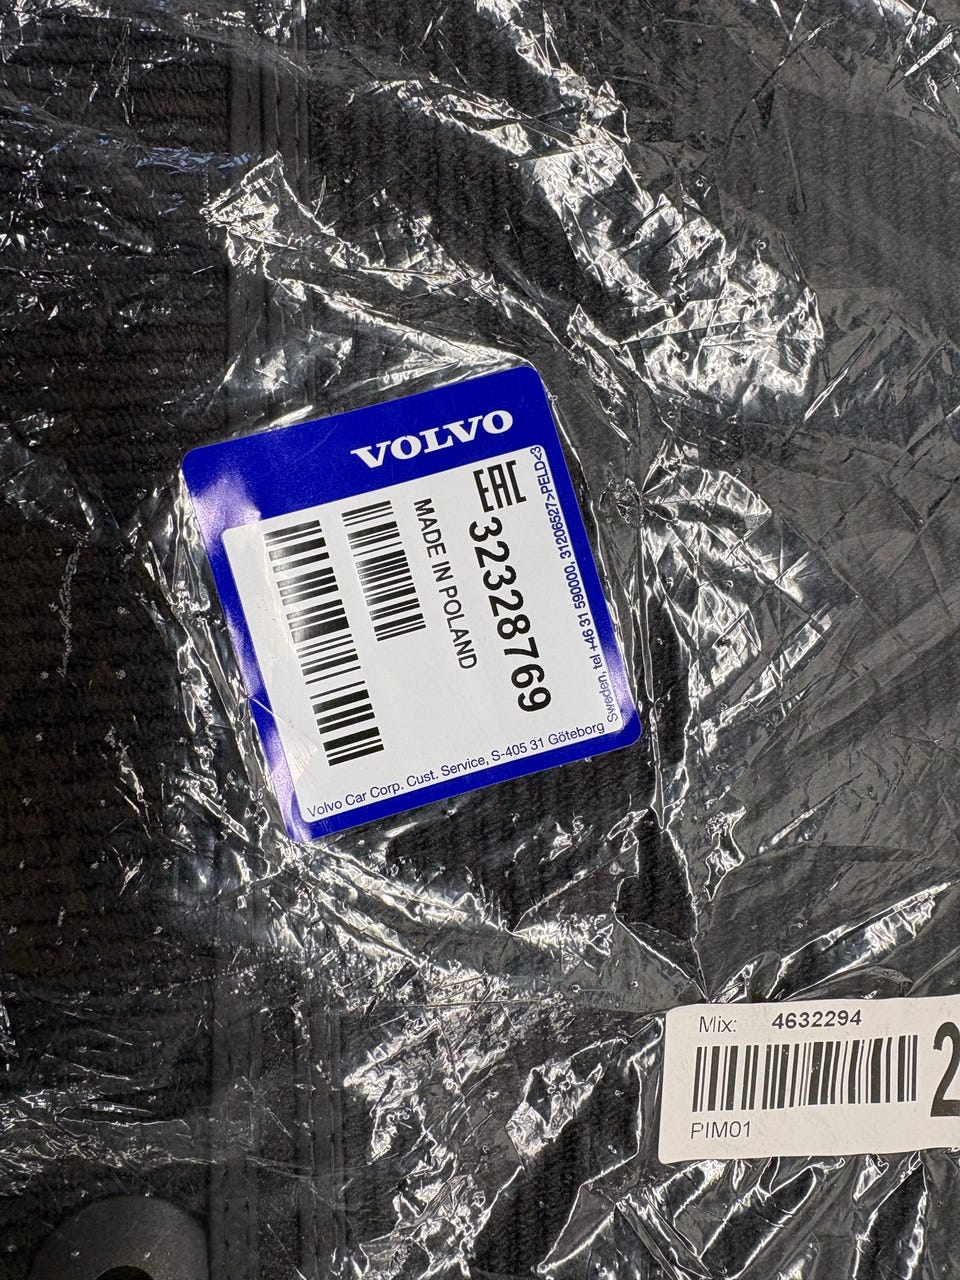 VOLVO
EAC
32328769
MADE IN POLAND
Volvo Car Corp. Cust. Service, S-405 31 Göteborg
Sweden, tel +46 31 590000, 31206527>PELD<3
Mix: 4632294
2
PIM01